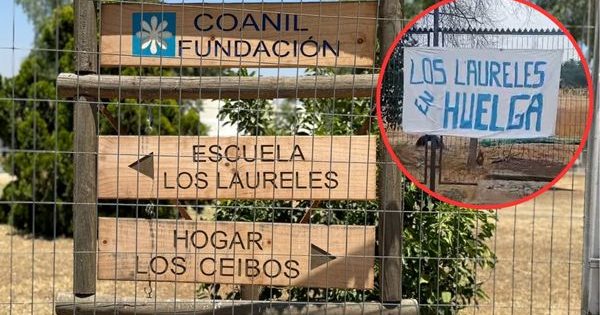 COANIL
FUNDACIÓN
ESCUELA
LOS LAURELES
HOGAR
LOS CEIBOS
LOS LAURELES
EN HUELGA